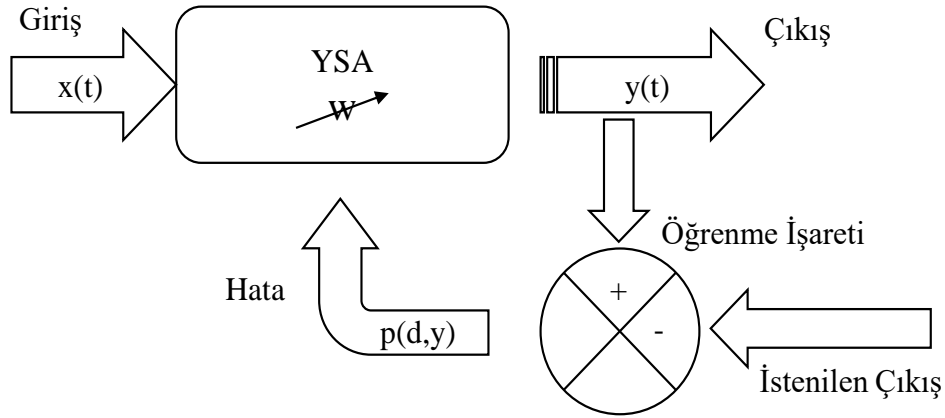 Giriş
Çıkış
YSA
x(t)
W
y(t)
Öğrenme İşareti
+
Hata
-
p(d,y)
İstenilen Çıkış